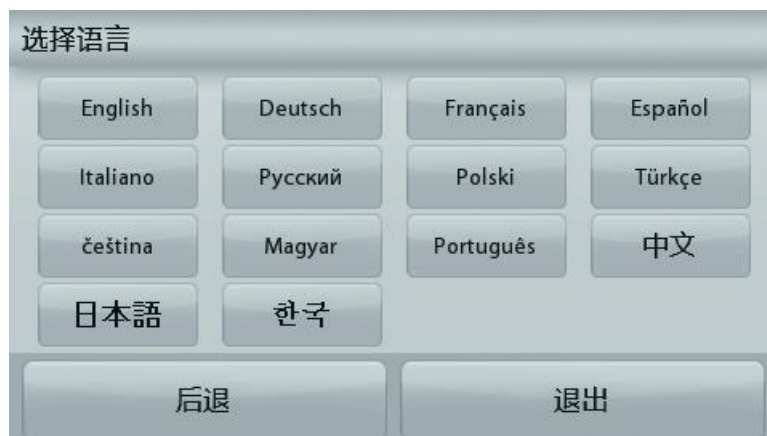 选择语言
English Deutsch Français Español
Italiano Русский Polski Türkçe
čeština Magyar Português 中文
日本語 한국
后退 退出